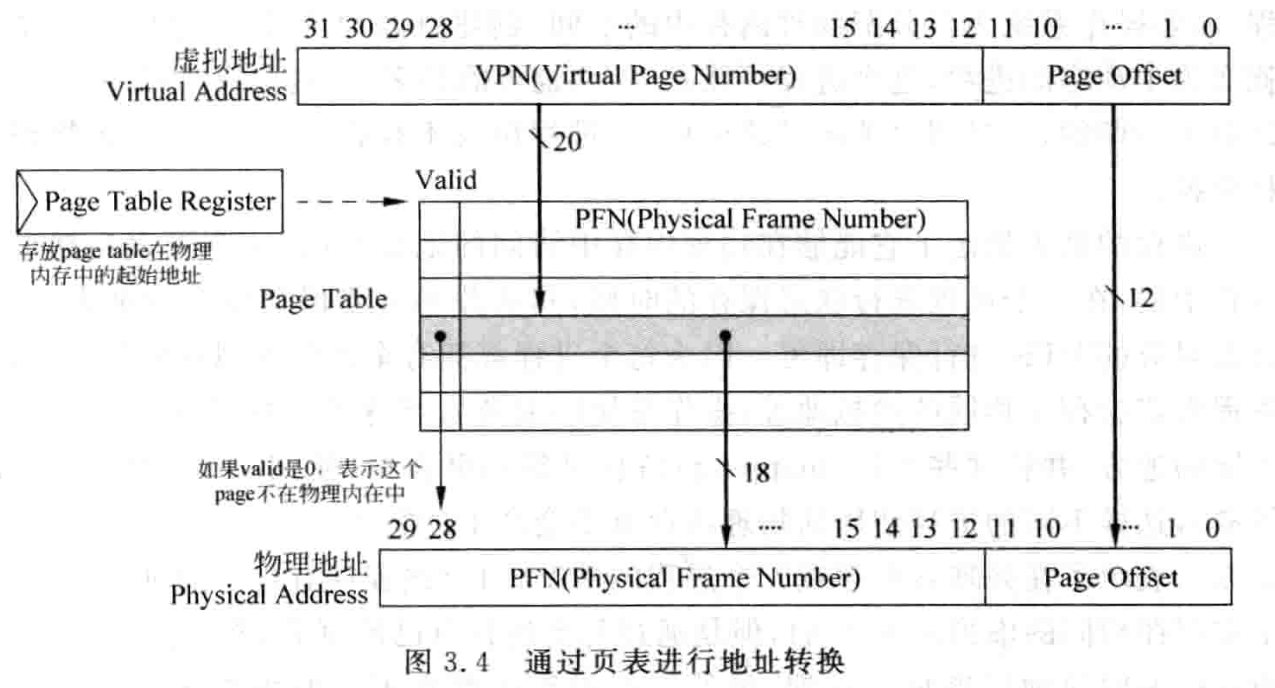 31 30 29 28 ... 15 14 13 12 11 10 ... 1 0
虚拟地址
Virtual Address
VPN(Virtual Page Number)
Page Offset
20
Valid
Page Table Register
PFN(Physical Frame Number)
存放page table在物理
内存中的起始地址
Page Table
12
如果valid是0，表示这个
page不在物理内在中
18
29 28 .... 15 14 13 12 11 10 ... 1 0
物理地址
Physical Address
PFN(Physical Frame Number)
Page Offset
图 3.4 通过页表进行地址转换